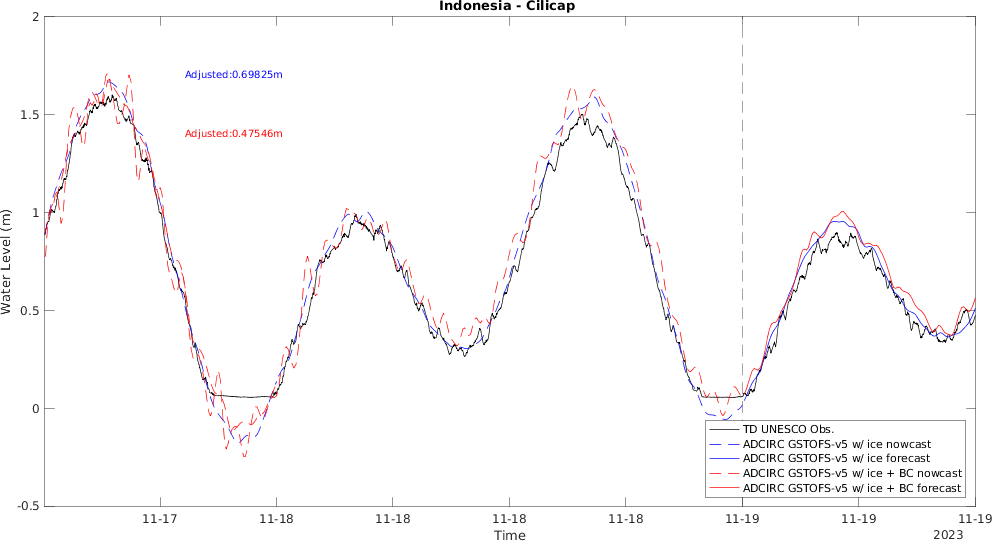 Indonesia - Cilicap
Adjusted:0.69825m
Adjusted:0.47546m
Water Level (m)
2
1.5
1
0.5
0
-0.5
TD UNESCO Obs.
ADCIRC GSTOFS-v5 w/ ice nowcast
ADCIRC GSTOFS-v5 w/ ice forecast
ADCIRC GSTOFS-v5 w/ ice + BC nowcast
ADCIRC GSTOFS-v5 w/ ice + BC forecast
11-17 11-18 11-18 11-18 11-18 11-19 11-19 11-19
Time
2023